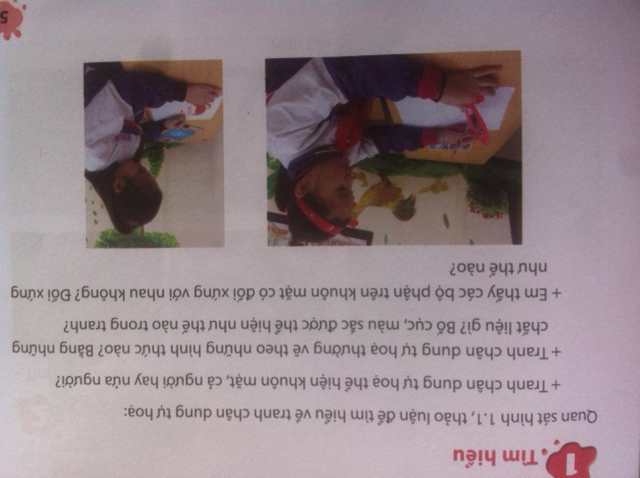 1. Tìm hiểu
Quan sát hình 1.1, thảo luận để tìm hiểu về tranh chân dung tự hoạ:
+ Tranh chân dung tự hoạ thể hiện khuôn mặt, cả người hay nửa người?
+ Tranh chân dung tự hoạ thường vẽ theo những hình thức nào? Bằng những
chất liệu gì? Bố cục, màu sắc được thể hiện như thế nào trong tranh?
+ Em thấy các bộ phận trên khuôn mặt có đối xứng với nhau không? Đối xứng
như thế nào?
5